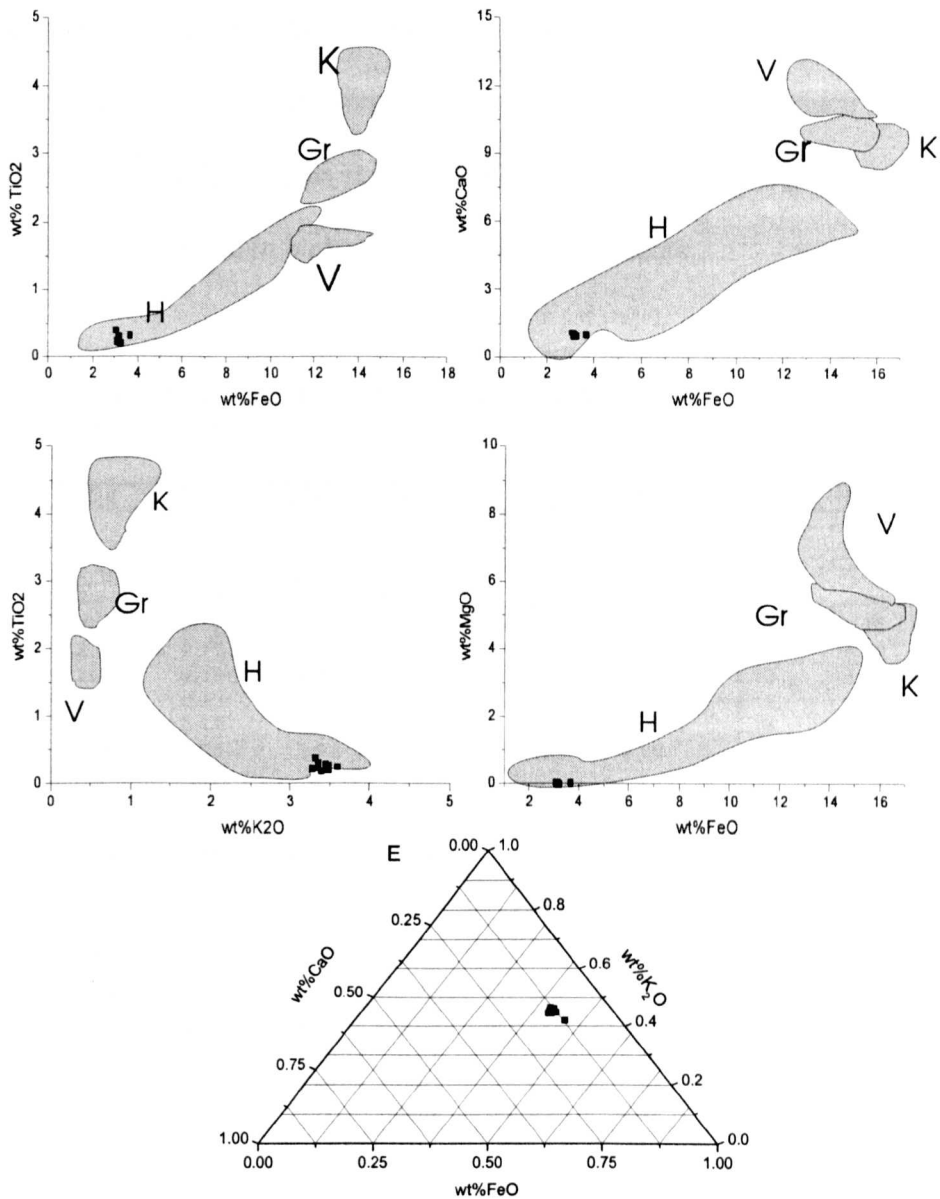 5
4
3
2
1
0
wt% TiO2
K
Gr
H
V
0 2 4 6 8 10 12 14 16 18
wt%FeO
15
12
9
6
3
0
wt%CaO
V
Gr
K
H
2 4 6 8 10 12 14 16
wt%FeO
5
4
3
2
1
0
wt%TiO2
K
Gr
V
H
0 1 2 3 4 5
wt%K2O
10
8
6
4
2
0
wt%MgO
V
Gr
K
H
2 4 6 8 10 12 14 16
wt%FeO
E
0.00 1.0
0.25 0.8
0.50 0.6
0.75 0.4
1.00 0.2
0.0
wt%CaO
wt%K2O
0.00 0.25 0.50 0.75 1.00
wt%FeO